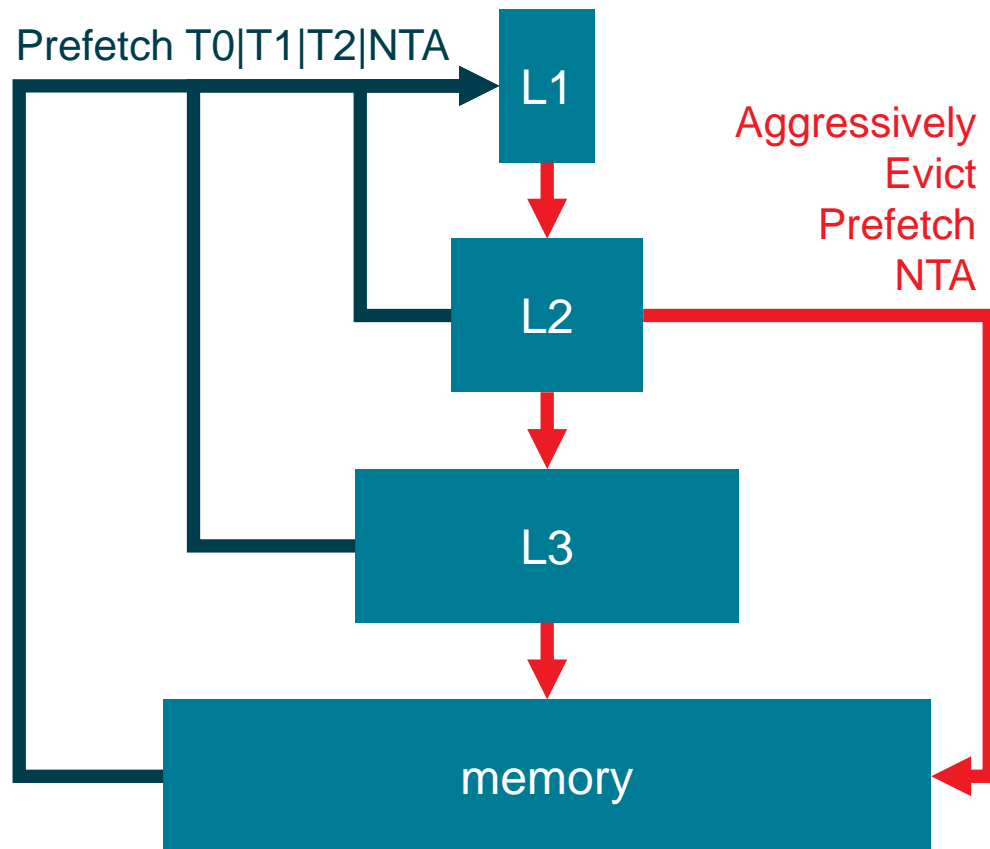 Prefetch T0|T1|T2|NTA
L1
Aggressively
Evict
Prefetch
NTA
L2
L3
memory